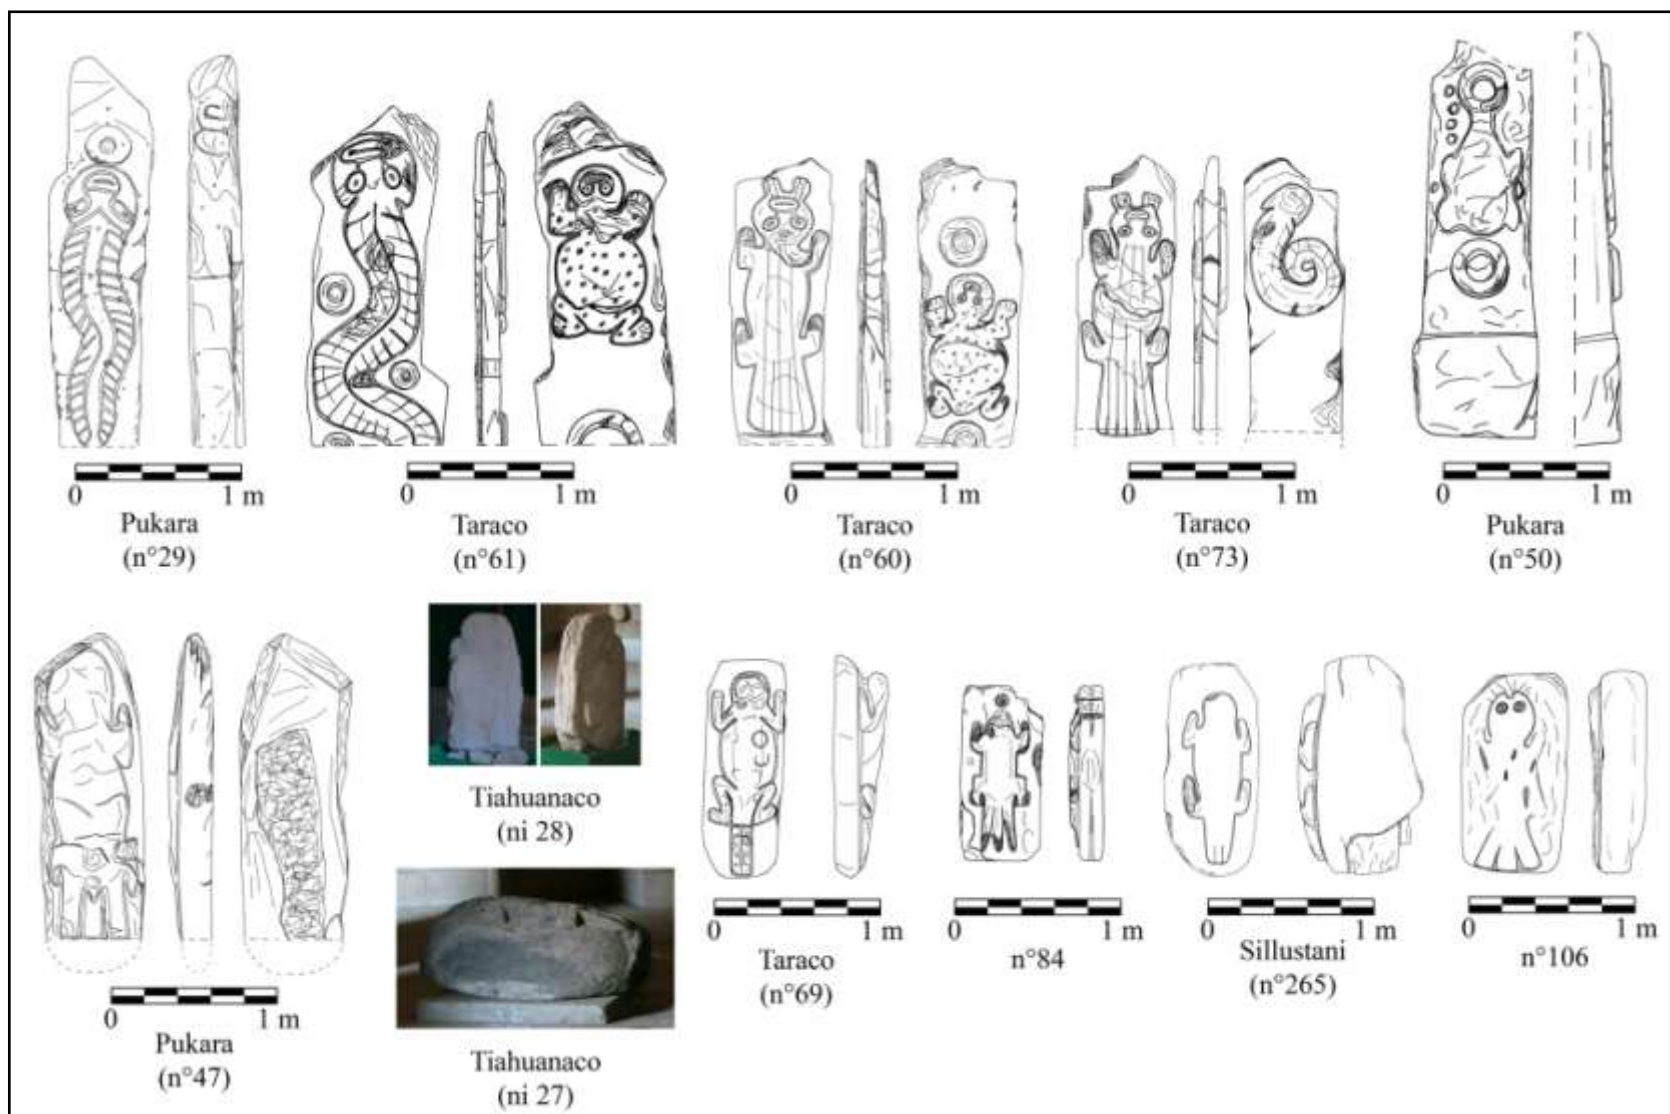 0 1 m
Pukara
(n°29)
0 1 m
Taraco
(n°61)
0 1 m
Taraco
(n°60)
0 1 m
Taraco
(n°73)
0 1 m
Pukara
(n°50)
0 1 m
Pukara
(n°47)
Tiahuanaco
(ni 28)
Tiahuanaco
(ni 27)
0 1 m
Taraco
(n°69)
0 1 m
n°84
0 1 m
Sillustani
(n°265)
0 1 m
n°106